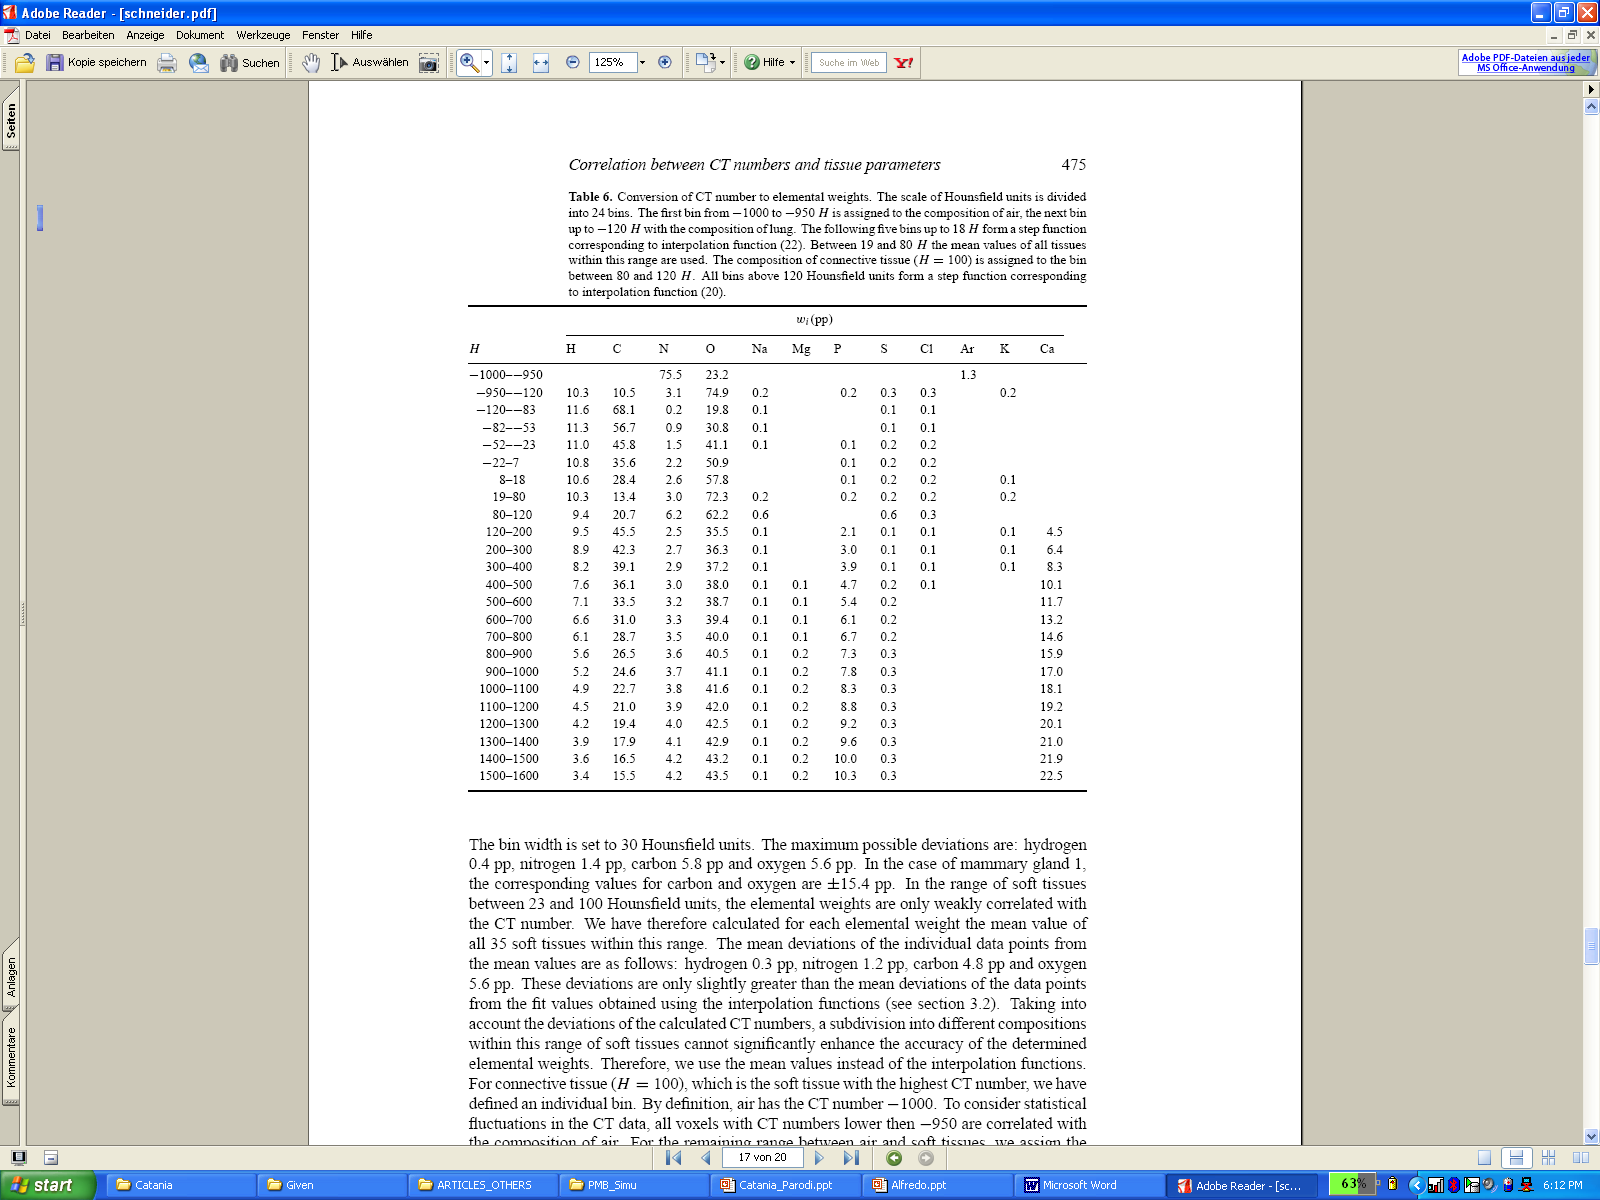 Adobe Reader - [schneider.pdf]
Datei Bearbeiten Anzeige Dokument Werkzeuge Fenster Hilfe
Kopie speichern Suchen Auswählen 125% Hilfe Suche im Web Y!
Adobe PDF-Dateien aus jeder
MS Office-Anwendung
Seiten
Anlagen
Kommentare
Correlation between CT numbers and tissue parameters 475
Table 6. Conversion of CT number to elemental weights. The scale of Hounsfield units is divided
into 24 bins. The first bin from −1000 to −950 H is assigned to the composition of air, the next bin
up to −120 H with the composition of lung. The following five bins up to 18 H form a step function
corresponding to interpolation function (22). Between 19 and 80 H the mean values of all tissues
within this range are used. The composition of connective tissue (H = 100) is assigned to the bin
between 80 and 120 H. All bins above 120 Hounsfield units form a step function corresponding
to interpolation function (20).
wi (pp)
H H C N O Na Mg P S Cl Ar K Ca
−1000–−950 75.5 23.2 1.3
−950–−120 10.3 10.5 3.1 74.9 0.2 0.2 0.3 0.3 0.2
−120–−83 11.6 68.1 0.2 19.8 0.1 0.1 0.1
−82–−53 11.3 56.7 0.9 30.8 0.1 0.1 0.1
−52–−23 11.0 45.8 1.5 41.1 0.1 0.1 0.2 0.2
−22–7 10.8 35.6 2.2 50.9 0.1 0.2 0.2
8–18 10.6 28.4 2.6 57.8 0.1 0.2 0.2 0.1
19–80 10.3 13.4 3.0 72.3 0.2 0.2 0.2 0.2 0.2
80–120 9.4 20.7 6.2 62.2 0.6 0.6 0.3
120–200 9.5 45.5 2.5 35.5 0.1 2.1 0.1 0.1 0.1 4.5
200–300 8.9 42.3 2.7 36.3 0.1 3.0 0.1 0.1 0.1 6.4
300–400 8.2 39.1 2.9 37.2 0.1 3.9 0.1 0.1 0.1 8.3
400–500 7.6 36.1 3.0 38.0 0.1 0.1 4.7 0.2 0.1 10.1
500–600 7.1 33.5 3.2 38.7 0.1 0.1 5.4 0.2 11.7
600–700 6.6 31.0 3.3 39.4 0.1 0.1 6.1 0.2 13.2
700–800 6.1 28.7 3.5 40.0 0.1 0.1 6.7 0.2 14.6
800–900 5.6 26.5 3.6 40.5 0.1 0.2 7.3 0.3 15.9
900–1000 5.2 24.6 3.7 41.1 0.1 0.2 7.8 0.3 17.0
1000–1100 4.9 22.7 3.8 41.6 0.1 0.2 8.3 0.3 18.1
1100–1200 4.5 21.0 3.9 42.0 0.1 0.2 8.8 0.3 19.2
1200–1300 4.2 19.4 4.0 42.5 0.1 0.2 9.2 0.3 20.1
1300–1400 3.9 17.9 4.1 42.9 0.1 0.2 9.6 0.3 21.0
1400–1500 3.6 16.5 4.2 43.2 0.1 0.2 10.0 0.3 21.9
1500–1600 3.4 15.5 4.2 43.5 0.1 0.2 10.3 0.3 22.5
The bin width is set to 30 Hounsfield units. The maximum possible deviations are: hydrogen
0.4 pp, nitrogen 1.4 pp, carbon 5.8 pp and oxygen 5.6 pp. In the case of mammary gland 1,
the corresponding values for carbon and oxygen are ±15.4 pp. In the range of soft tissues
between 23 and 100 Hounsfield units, the elemental weights are only weakly correlated with
the CT number. We have therefore calculated for each elemental weight the mean value of
all 35 soft tissues within this range. The mean deviations of the individual data points from
the mean values are as follows: hydrogen 0.3 pp, nitrogen 1.2 pp, carbon 4.8 pp and oxygen
5.6 pp. These deviations are only slightly greater than the mean deviations of the data points
from the fit values obtained using the interpolation functions (see section 3.2). Taking into
account the deviations of the calculated CT numbers, a subdivision into different compositions
within this range of soft tissues cannot significantly enhance the accuracy of the determined
elemental weights. Therefore, we use the mean values instead of the interpolation functions.
For connective tissue (H = 100), which is the soft tissue with the highest CT number, we have
defined an individual bin. By definition, air has the CT number −1000. To consider statistical
fluctuations in the CT data, all voxels with CT numbers lower then −950 are correlated with
the composition of air. For the remaining range between air and soft tissues, we assign the
17 von 20
start Catania Given ARTICLES_OTHERS PMB_Simu Catania_Parodi.ppt Alfredo.ppt Microsoft Word Adobe Reader - [sc... 63% 6:12 PM